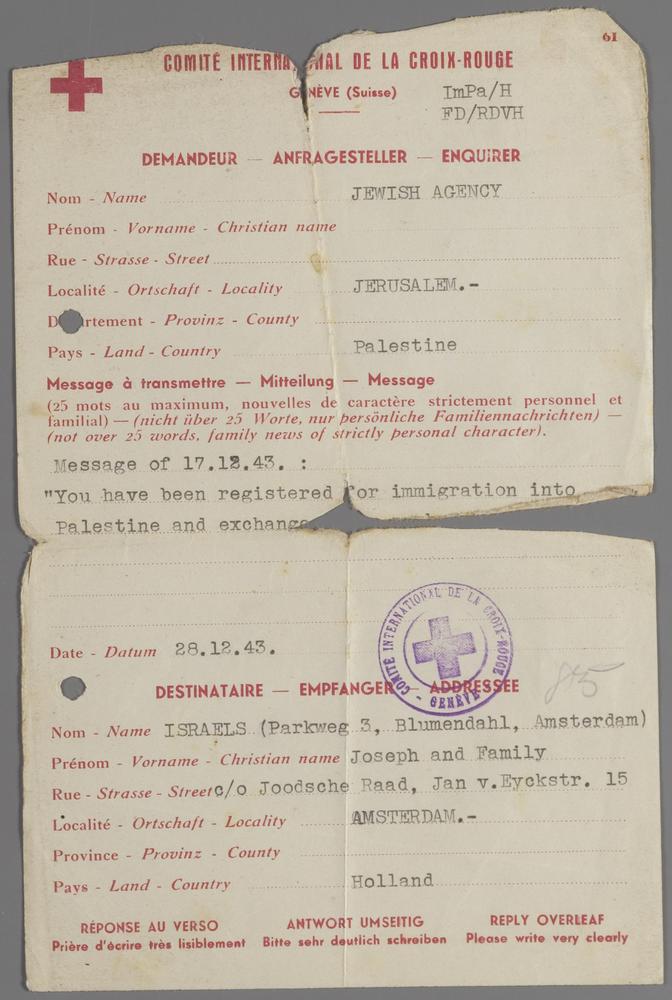 61
COMITÉ INTERNA NAL DE LA CROIX-ROUGE
GENÈVE (Suisse)
ImPa/H
FD/RDVH
DEMANDEUR — ANFRAGESTELLER — ENQUIRER
Nom - Name JEWISH AGENCY
Prénom - Vorname - Christian name
Rue - Strasse - Street
Localité - Ortschaft - Locality JERUSALEM.-
D rtement - Provinz - County
Pays - Land - Country Palestine
Message à transmettre — Mitteilung — Message
(25 mots au maximum, nouvelles de caractère strictement personnel et
familial) — (nicht über 25 Worte, nur persönliche Familiennachrichten) —
(not over 25 words, family news of strictly personal character).
Message of 17.12.43. :
"You have been registered for immigration into
Palestine and exchange
COMITÉ INTERNATIONAL DE LA CROIX-ROUGE - GENÈVE -
Date - Datum 28.12.43.
85
DESTINATAIRE — EMPFANGER — ADDRESSEE
Nom - Name ISRAELS (Parkweg 3, Blumendahl, Amsterdam)
Prénom - Vorname - Christian name Joseph and Family
Rue - Strasse - Street c/o Joodsche Raad, Jan v.Eyckstr. 15
Localité - Ortschaft - Locality AMSTERDAM.-
Province - Provinz - County
Pays - Land - Country Holland
RÉPONSE AU VERSO ANTWORT UMSEITIG REPLY OVERLEAF
Prière d'écrire très lisiblement Bitte sehr deutlich schreiben Please write very clearly